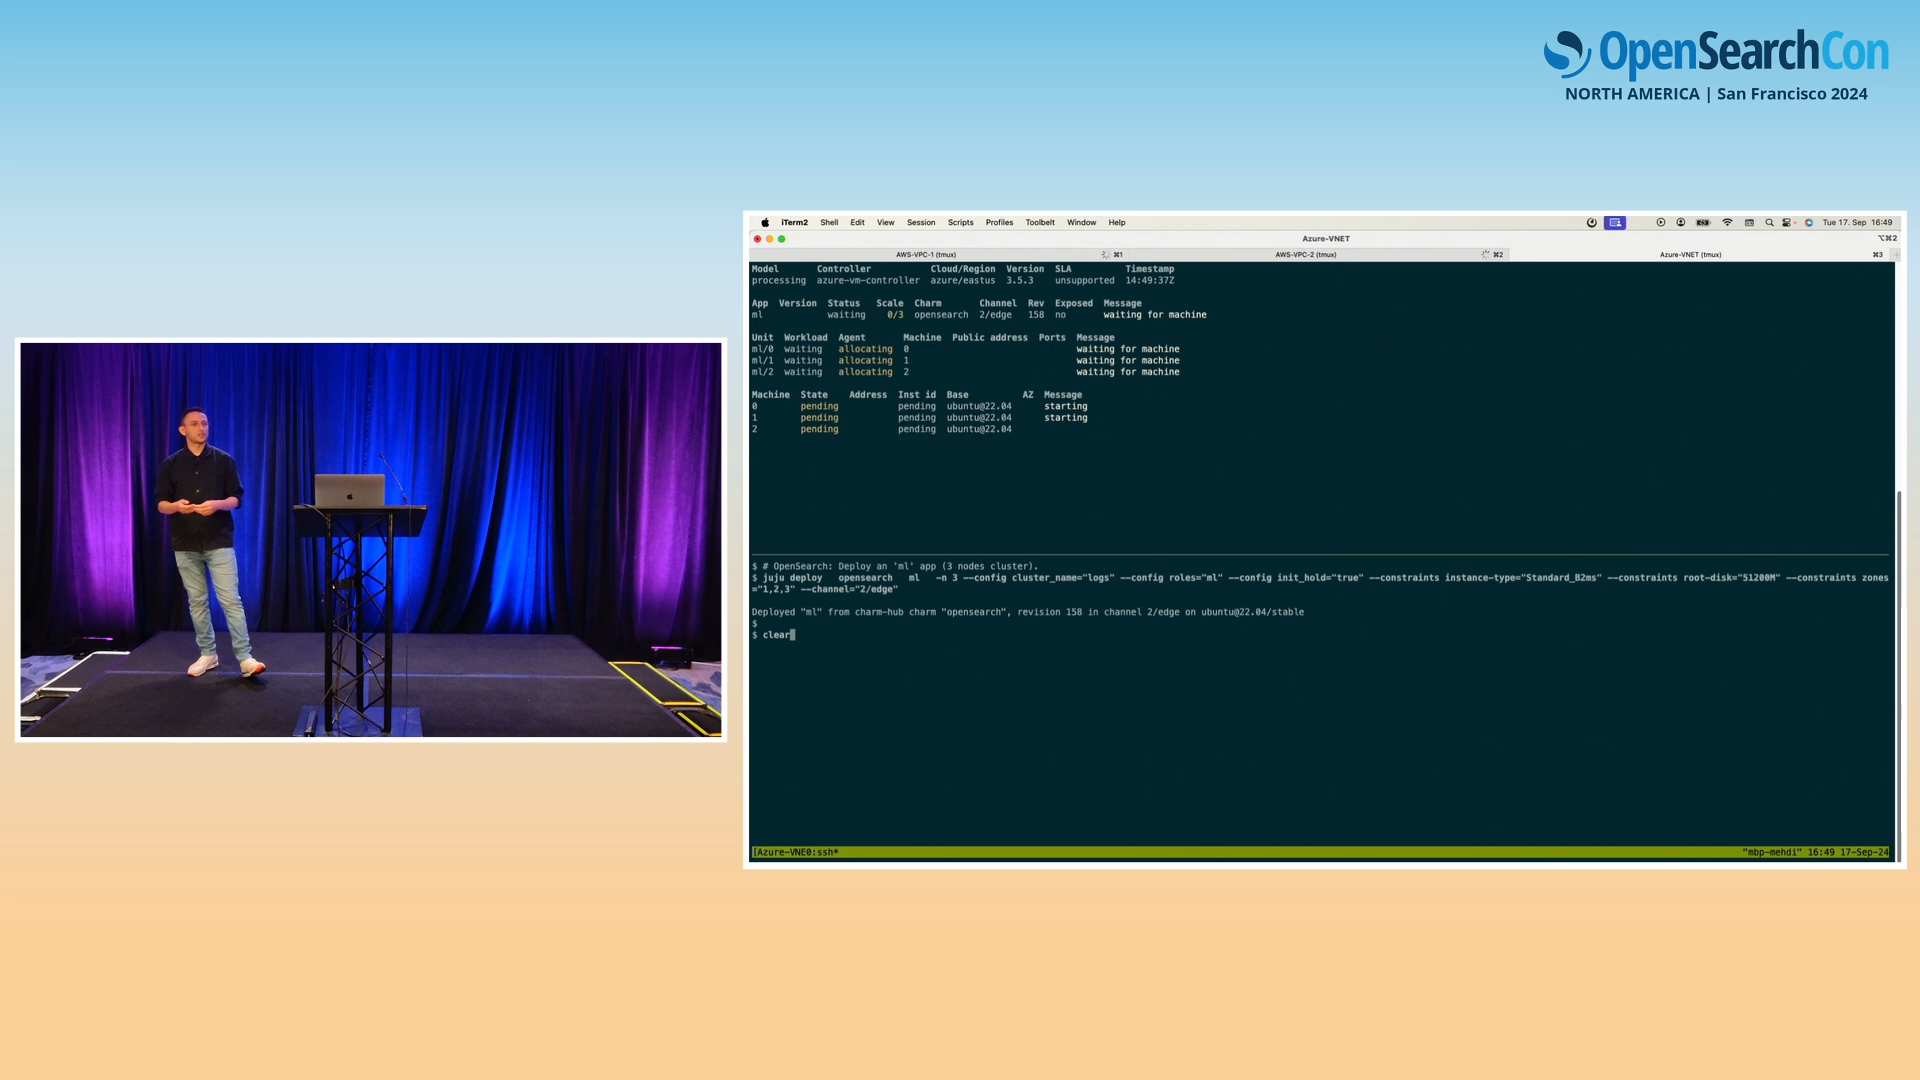 OpenSearchCon
NORTH AMERICA | San Francisco 2024
iTerm2 Shell Edit View Session Scripts Profiles Toolbelt Window Help Tue 17. Sep 16:49
Azure-VNET ⌥⌘2
AWS-VPC-1 (tmux) ⌘1 AWS-VPC-2 (tmux) ⌘2 Azure-VNET (tmux) ⌘3
Model Controller Cloud/Region Version SLA Timestamp
processing azure-vm-controller azure/eastus 3.5.3 unsupported 14:49:37Z
App Version Status Scale Charm Channel Rev Exposed Message
ml waiting 0/3 opensearch 2/edge 158 no waiting for machine
Unit Workload Agent Machine Public address Ports Message
ml/0 waiting allocating 0 waiting for machine
ml/1 waiting allocating 1 waiting for machine
ml/2 waiting allocating 2 waiting for machine
Machine State Address Inst id Base AZ Message
0 pending pending ubuntu@22.04 starting
1 pending pending ubuntu@22.04 starting
2 pending pending ubuntu@22.04
$ # OpenSearch: Deploy an 'ml' app (3 nodes cluster).
$ juju deploy opensearch ml -n 3 --config cluster_name="logs" --config roles="ml" --config init_hold="true" --constraints instance-type="Standard_B2ms" --constraints root-disk="51200M" --constraints zones
="1,2,3" --channel="2/edge"
Deployed "ml" from charm-hub charm "opensearch", revision 158 in channel 2/edge on ubuntu@22.04/stable
$
$ clear
[Azure-VNE0:ssh* "mbp-mehdi" 16:49 17-Sep-24